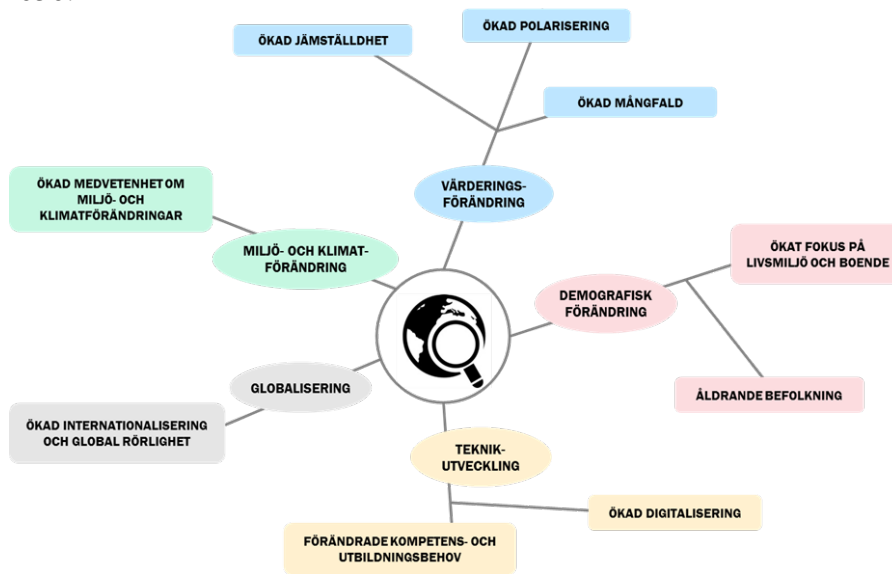 ÖKAD POLARISERING
ÖKAD JÄMSTÄLLDHET
ÖKAD MÅNGFALD
VÄRDERINGS-
FÖRÄNDRING
ÖKAD MEDVETENHET OM
MILJÖ- OCH
KLIMATFÖRÄNDRINGAR
MILJÖ- OCH KLIMAT-
FÖRÄNDRING
ÖKAT FOKUS PÅ
LIVSMILJÖ OCH BOENDE
DEMOGRAFISK
FÖRÄNDRING
ÅLDRANDE BEFOLKNING
GLOBALISERING
ÖKAD INTERNATIONALISERING
OCH GLOBAL RÖRLIGHET
TEKNIK-
UTVECKLING
ÖKAD DIGITALISERING
FÖRÄNDRADE KOMPETENS- OCH
UTBILDNINGSBEHOV